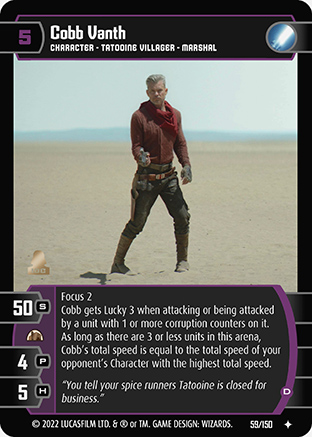 5
Cobb Vanth
CHARACTER - TATOOINE VILLAGER - MARSHAL
50 S
4 P
5 H
Focus 2
Cobb gets Lucky 3 when attacking or being attacked
by a unit with 1 or more corruption counters on it.
As long as there are 3 or less units in this arena,
Cobb's total speed is equal to the total speed of your
opponent's Character with the highest total speed.
"You tell your spice runners Tatooine is closed for
business."
D
© 2022 LUCASFILM LTD. & ® or TM. GAME DESIGN: WIZARDS. 59/150